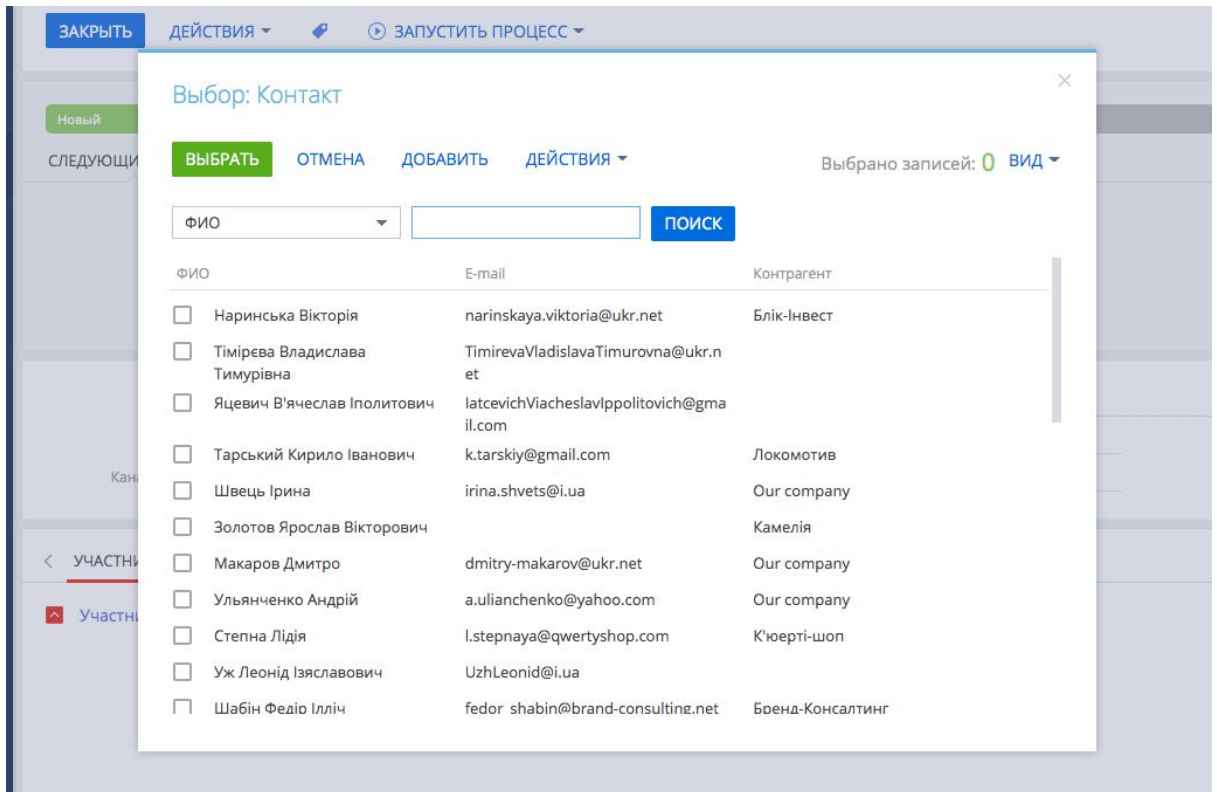 ЗАКРЫТЬ ДЕЙСТВИЯ ЗАПУСТИТЬ ПРОЦЕСС
Выбор: Контакт
Новый
СЛЕДУЮЩИ
ВЫБРАТЬ ОТМЕНА ДОБАВИТЬ ДЕЙСТВИЯ Выбрано записей: 0 ВИД
ФИО ПОИСК
ФИО E-mail Контрагент
Наринська Вікторія narinskaya.viktoria@ukr.net Блік-Інвест
Тімірєва Владислава TimirevaVladislavaTimurovna@ukr.n
Тимурівна et
Яцевич В'ячеслав Іполитович IatcevichViacheslavIppolitovich@gma
il.com
Тарський Кирило Іванович k.tarskiy@gmail.com Локомотив
Кана
Швець Ірина irina.shvets@i.ua Our company
Золотов Ярослав Вікторович Камелія
УЧАСТНИ
Макаров Дмитро dmitry-makarov@ukr.net Our company
Ульянченко Андрій a.ulianchenko@yahoo.com Our company
Участни
Степна Лідія l.stepnaya@qwertyshop.com К'юерті-шоп
Уж Леонід Ізяславович UzhLeonid@i.ua
Шабін Федір Ілліч fedor_shabin@brand-consulting.net Бренд-Консалтинг